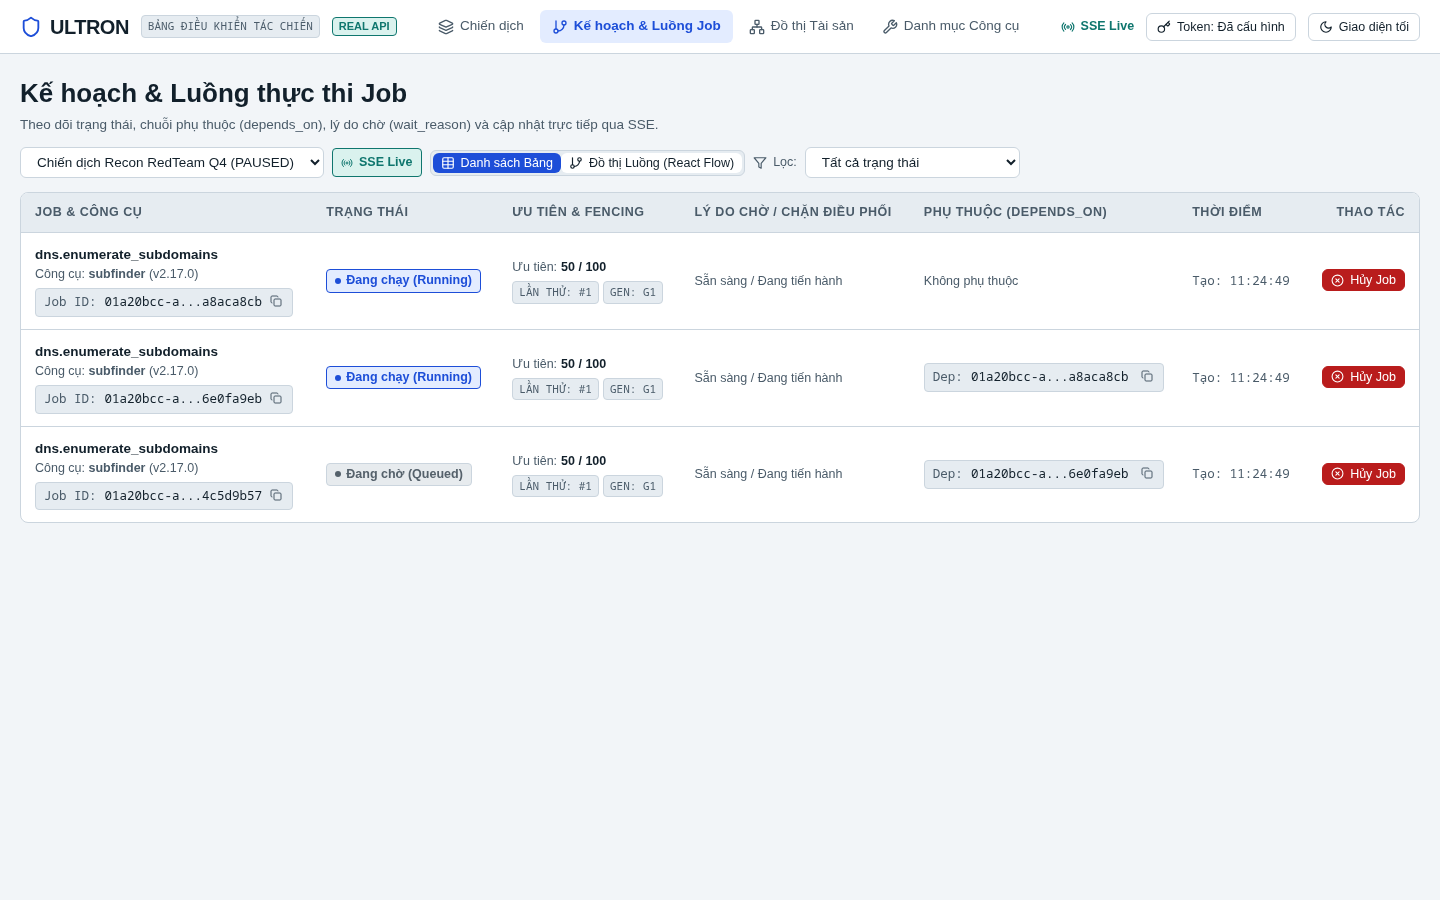 ULTRON BẢNG ĐIỀU KHIỂN TÁC CHIẾN REAL API Chiến dịch Kế hoạch & Luồng Job Đồ thị Tài sản Danh mục Công cụ SSE Live Token: Đã cấu hình Giao diện tối
Kế hoạch & Luồng thực thi Job
Theo dõi trạng thái, chuỗi phụ thuộc (depends_on), lý do chờ (wait_reason) và cập nhật trực tiếp qua SSE.
Chiến dịch Recon RedTeam Q4 (PAUSED) SSE Live Danh sách Bảng Đồ thị Luồng (React Flow) Lọc: Tất cả trạng thái
JOB & CÔNG CỤ TRẠNG THÁI ƯU TIÊN & FENCING LÝ DO CHỜ / CHẶN ĐIỀU PHỐI PHỤ THUỘC (DEPENDS_ON) THỜI ĐIỂM THAO TÁC
dns.enumerate_subdomains
Công cụ: subfinder (v2.17.0)
Job ID: 01a20bcc-a...a8aca8cb
Đang chạy (Running)
Ưu tiên: 50 / 100
LẦN THỬ: #1 GEN: G1
Sẵn sàng / Đang tiến hành
Không phụ thuộc
Tạo: 11:24:49
Hủy Job
dns.enumerate_subdomains
Công cụ: subfinder (v2.17.0)
Job ID: 01a20bcc-a...6e0fa9eb
Đang chạy (Running)
Ưu tiên: 50 / 100
LẦN THỬ: #1 GEN: G1
Sẵn sàng / Đang tiến hành
Dep: 01a20bcc-a...a8aca8cb
Tạo: 11:24:49
Hủy Job
dns.enumerate_subdomains
Công cụ: subfinder (v2.17.0)
Job ID: 01a20bcc-a...4c5d9b57
Đang chờ (Queued)
Ưu tiên: 50 / 100
LẦN THỬ: #1 GEN: G1
Sẵn sàng / Đang tiến hành
Dep: 01a20bcc-a...6e0fa9eb
Tạo: 11:24:49
Hủy Job